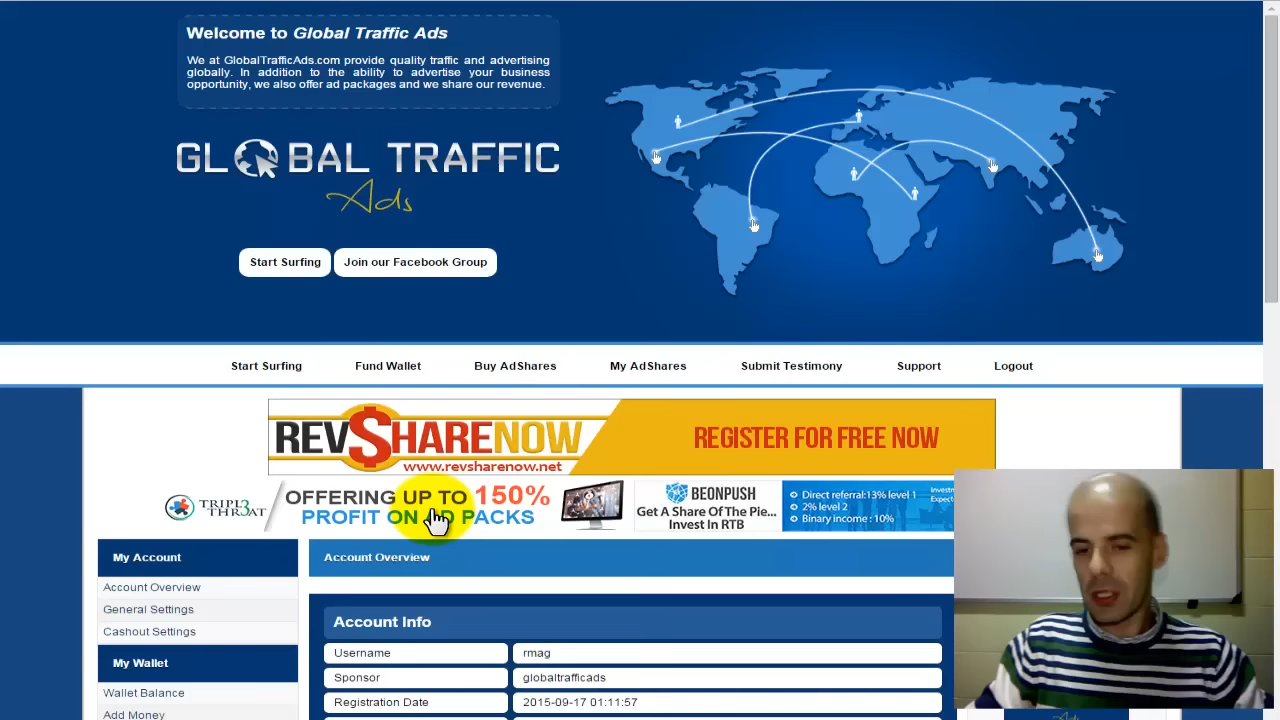 Welcome to Global Traffic Ads
We at GlobalTrafficAds.com provide quality traffic and advertising
globally. In addition to the ability to advertise your business
opportunity, we also offer ad packages and we share our revenue.
GLOBAL TRAFFIC
Ads
Start Surfing Join our Facebook Group
Start Surfing Fund Wallet Buy AdShares My AdShares Submit Testimony Support Logout
REVSHARENOW
www.revsharenow.net
REGISTER FOR FREE NOW
TRIPL3
THR3AT
OFFERING UP TO 150%
PROFIT ON AD PACKS
BEONPUSH
Get A Share Of The Pie...
Invest In RTB
Direct referral:13% level 1
2% level 2
Binary income : 10%
My Account
Account Overview
General Settings
Cashout Settings
My Wallet
Wallet Balance
Add Money
Account Overview
Account Info
Username rmag
Sponsor globaltrafficads
Registration Date 2015-09-17 01:11:57
Ads